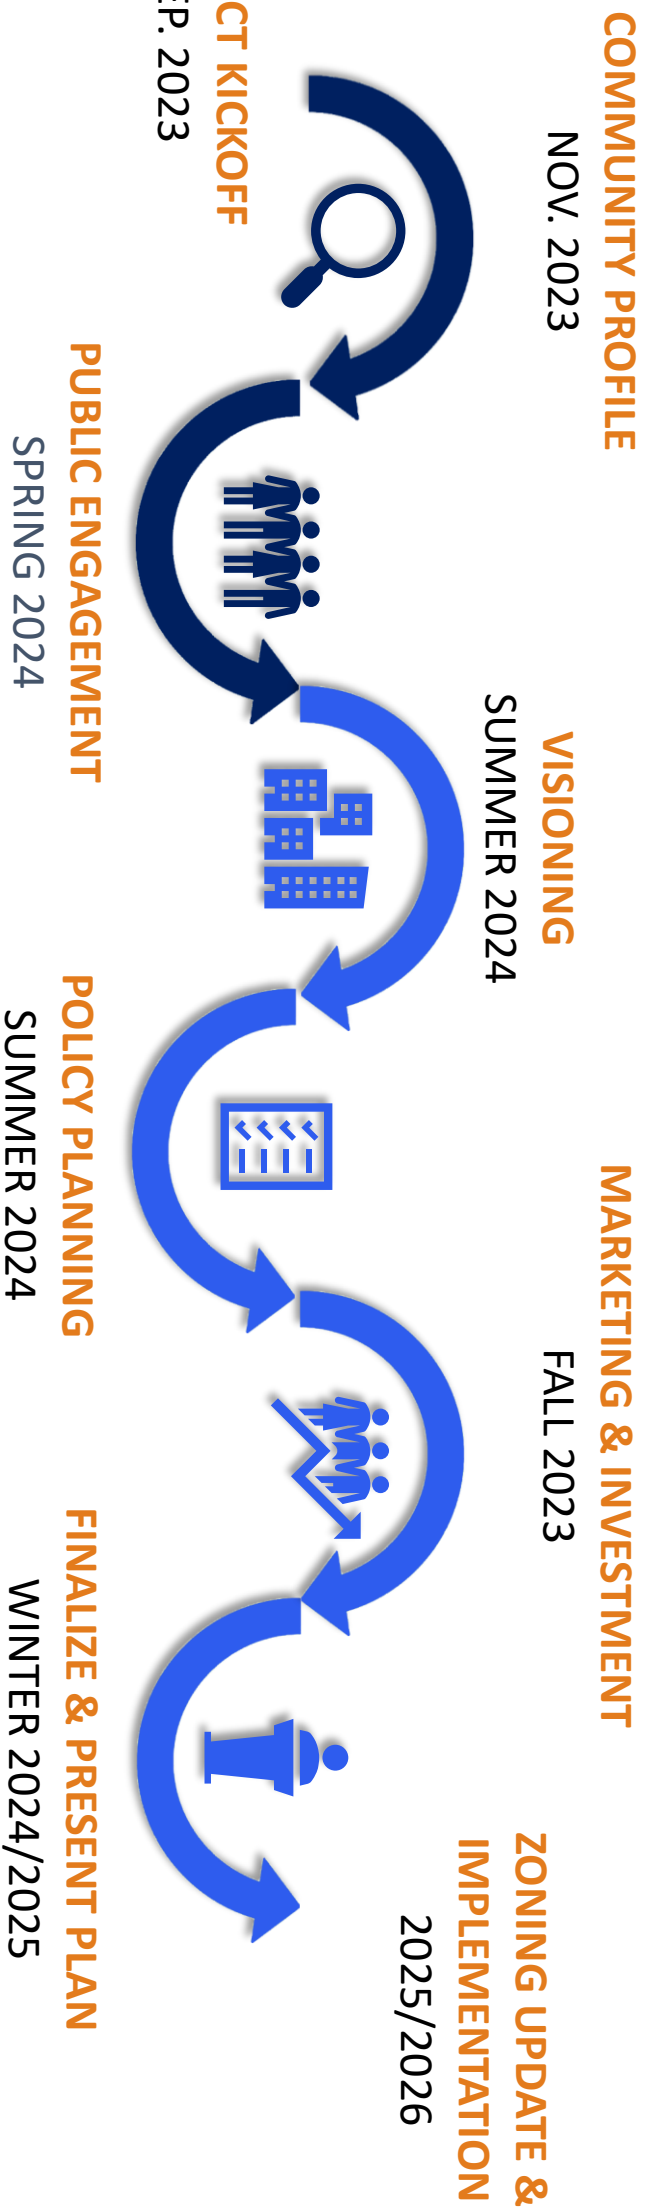 CT KICKOFF
EP. 2023
COMMUNITY PROFILE
NOV. 2023
PUBLIC ENGAGEMENT
SPRING 2024
VISIONING
SUMMER 2024
POLICY PLANNING
SUMMER 2024
MARKETING & INVESTMENT
FALL 2023
FINALIZE & PRESENT PLAN
WINTER 2024/2025
ZONING UPDATE &
IMPLEMENTATION
2025/2026